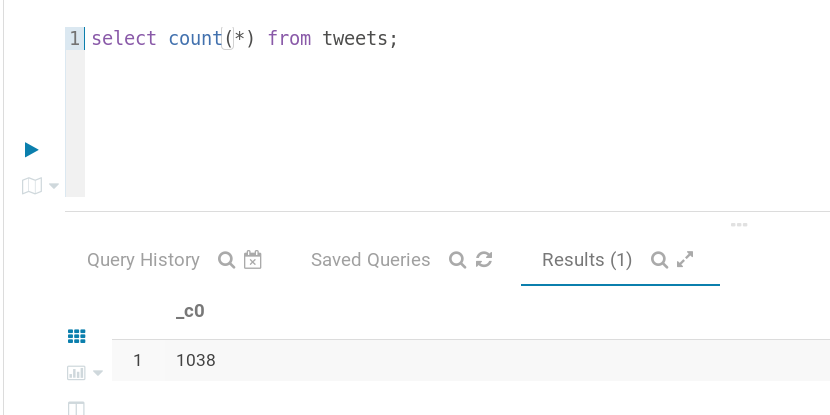 1 select count(*) from tweets;
Query History Saved Queries Results (1)
_c0
1 1038